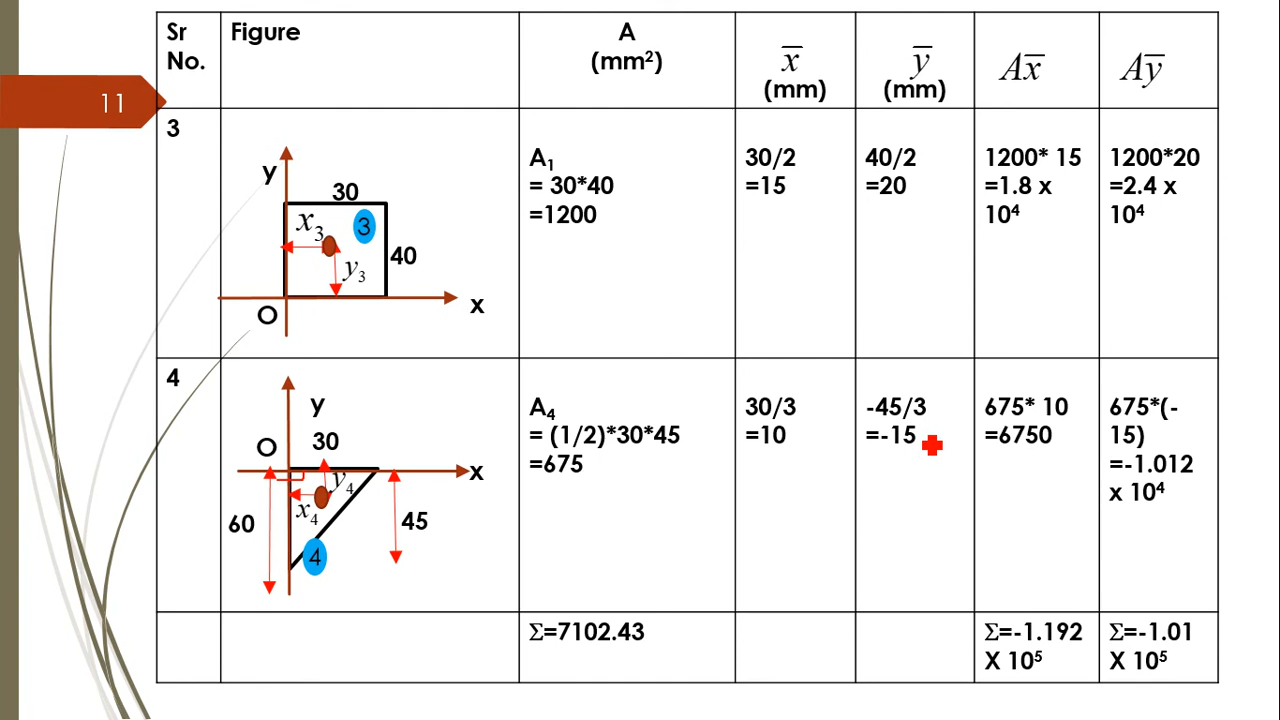 11
Sr No.
Figure
A (mm²)
x̅ (mm)
y̅ (mm)
Ax̅
Ay̅
3
y
30
x₃
3
40
y₃
x
O
A₁
= 30*40
=1200
30/2
=15
40/2
=20
1200* 15
=1.8 x
10⁴
1200*20
=2.4 x
10⁴
4
y
O
30
x
y₄
x₄
60
45
4
A₄
= (1/2)*30*45
=675
30/3
=10
-45/3
=-15
675* 10
=6750
675*(-
15)
=-1.012
x 10⁴
Σ=7102.43
Σ=-1.192
X 10⁵
Σ=-1.01
X 10⁵